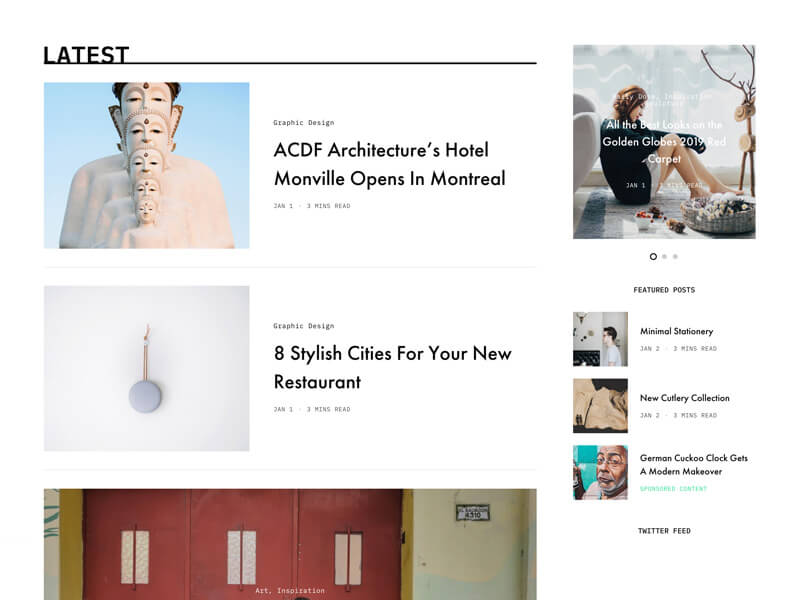 LATEST
Graphic Design
ACDF Architecture's Hotel
Monville Opens In Montreal
JAN 1 · 3 MINS READ
Graphic Design
8 Stylish Cities For Your New
Restaurant
JAN 1 · 3 MINS READ
4310
Art, Inspiration
Daily Dose, Inspiration
Sculpture
All the Best Looks on the
Golden Globes 2019 Red
Carpet
JAN 1 · 3 MINS READ
FEATURED POSTS
Minimal Stationery
JAN 2 · 3 MINS READ
New Cutlery Collection
JAN 2 · 3 MINS READ
German Cuckoo Clock Gets
A Modern Makeover
SPONSORED CONTENT
TWITTER FEED